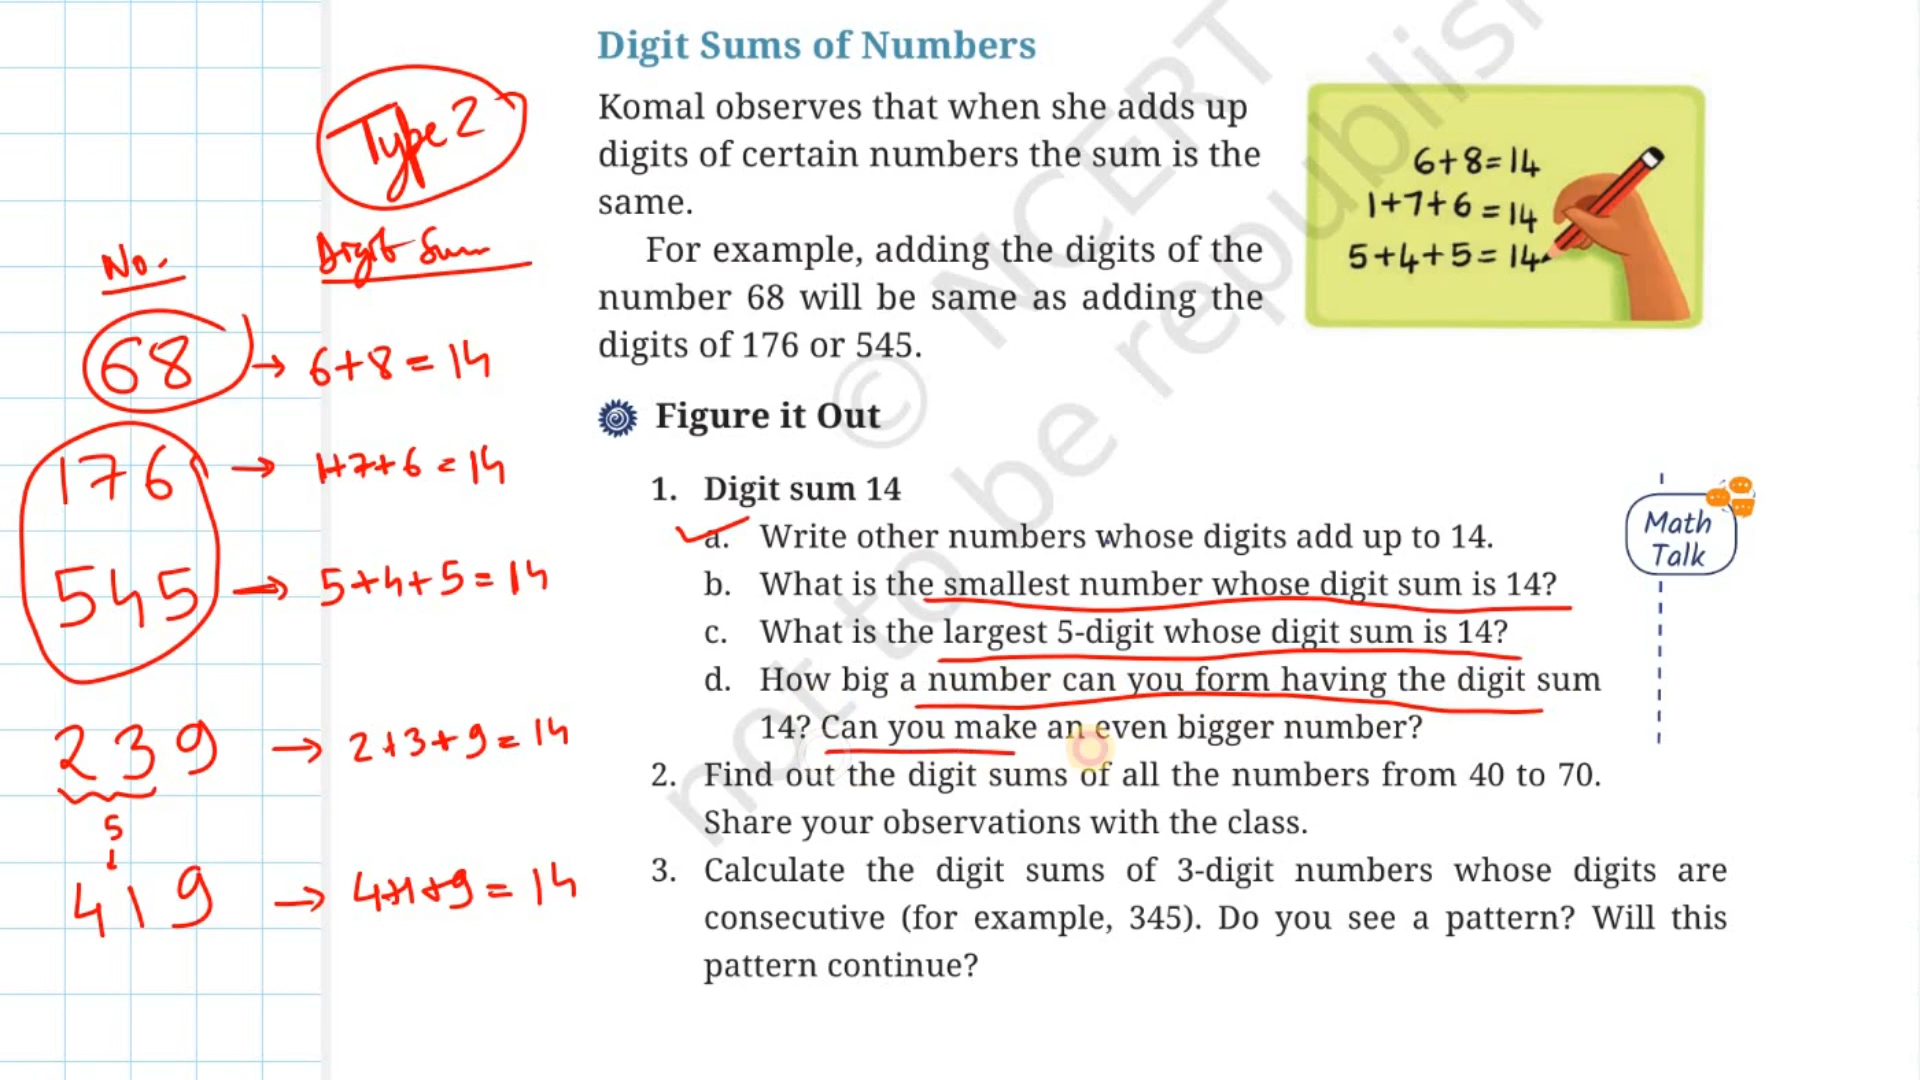 Type 2
No.
Digit Sum
68 → 6+8 = 14
176 → 1+7+6 = 14
545 → 5+4+5 = 14
239 → 2+3+9 = 14
5
419 → 4+1+9 = 14
Digit Sums of Numbers
Komal observes that when she adds up
digits of certain numbers the sum is the
same.
For example, adding the digits of the
number 68 will be same as adding the
digits of 176 or 545.
6+8=14
1+7+6=14
5+4+5=14
Figure it Out
1. Digit sum 14
a. Write other numbers whose digits add up to 14.
b. What is the smallest number whose digit sum is 14?
c. What is the largest 5-digit whose digit sum is 14?
d. How big a number can you form having the digit sum
14? Can you make an even bigger number?
Math
Talk
2. Find out the digit sums of all the numbers from 40 to 70.
Share your observations with the class.
3. Calculate the digit sums of 3-digit numbers whose digits are
consecutive (for example, 345). Do you see a pattern? Will this
pattern continue?
© NCERT
not to be republis